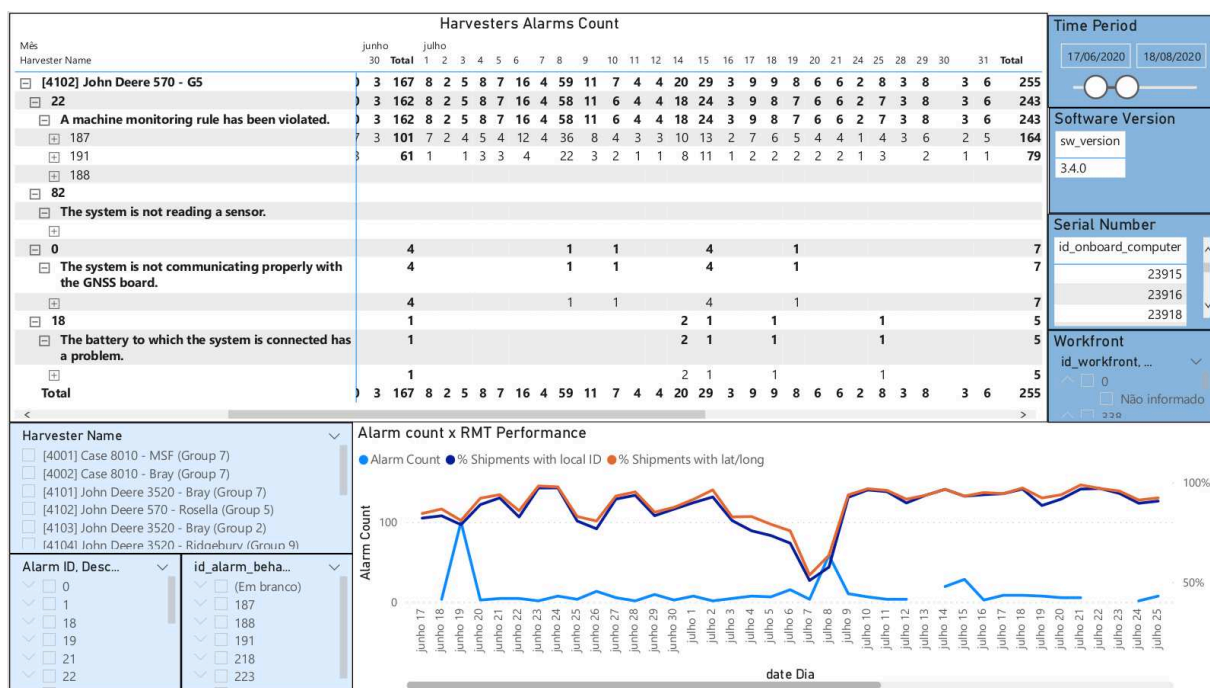 Harvesters Alarms Count
Mês junho julho
Harvester Name 30 Total 1 2 3 4 5 6 7 8 9 10 11 12 14 15 16 17 18 19 20 21 24 25 28 29 30 31 Total
[4102] John Deere 570 - G5 3 167 8 2 5 8 7 16 4 59 11 7 4 4 20 29 3 9 9 8 6 6 2 8 3 8 3 6 255
22 3 162 8 2 5 8 7 16 4 58 11 6 4 4 18 24 3 9 8 7 6 6 2 7 3 8 3 6 243
A machine monitoring rule has been violated. 3 162 8 2 5 8 7 16 4 58 11 6 4 4 18 24 3 9 8 7 6 6 2 7 3 8 3 6 243
187 3 101 7 2 4 5 4 12 4 36 8 4 3 3 10 13 2 7 6 5 4 4 1 4 3 6 2 5 164
191 61 1 1 3 3 4 22 3 2 1 1 8 11 1 2 2 2 2 2 1 3 2 1 1 79
188
82
The system is not reading a sensor.
0 4 1 1 4 1 7
The system is not communicating properly with 4 1 1 4 1 7
the GNSS board.
4 1 1 4 1 7
18 1 2 1 1 1 5
The battery to which the system is connected has 1 2 1 1 1 5
a problem.
1 2 1 1 1 5
Total 3 167 8 2 5 8 7 16 4 59 11 7 4 4 20 29 3 9 9 8 6 6 2 8 3 8 3 6 255
Time Period
17/06/2020 18/08/2020
Software Version
sw_version
3.4.0
Serial Number
id_onboard_computer
23915
23916
23918
Workfront
id_workfront, ...
0
Não informado
338
Harvester Name
[4001] Case 8010 - MSF (Group 7)
[4002] Case 8010 - Bray (Group 7)
[4101] John Deere 3520 - Bray (Group 7)
[4102] John Deere 570 - Rosella (Group 5)
[4103] John Deere 3520 - Bray (Group 2)
[4104] John Deere 3520 - Ridgebury (Group 9)
Alarm ID, Desc...
0
1
18
19
21
22
id_alarm_beha...
(Em branco)
187
188
191
218
223
Alarm count x RMT Performance
Alarm Count % Shipments with local ID % Shipments with lat/long
Alarm Count
100
0
100%
50%
junho 17
junho 18
junho 19
junho 20
junho 21
junho 22
junho 23
junho 24
junho 25
junho 26
junho 27
junho 28
junho 29
junho 30
julho 1
julho 2
julho 3
julho 4
julho 5
julho 6
julho 7
julho 8
julho 9
julho 10
julho 11
julho 12
julho 13
julho 14
julho 15
julho 16
julho 17
julho 18
julho 19
julho 20
julho 21
julho 22
julho 23
julho 24
julho 25
date Dia